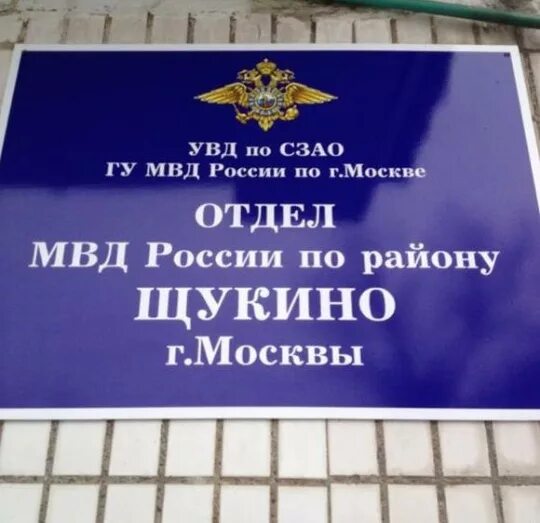 УВД по СЗАО
ГУ МВД России по г.Москве
ОТДЕЛ
МВД России по району
ЩУКИНО
г.Москвы